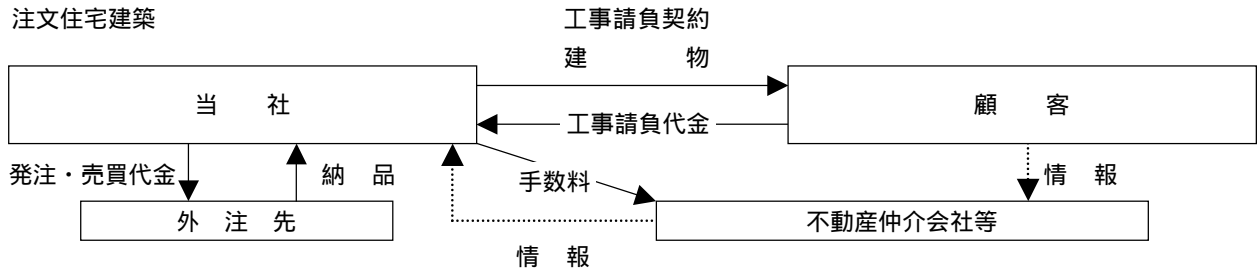 注文住宅建築
工事請負契約
建物
当社
顧客
工事請負代金
発注・売買代金
納品
手数料
情報
外注先
不動産仲介会社等
情報